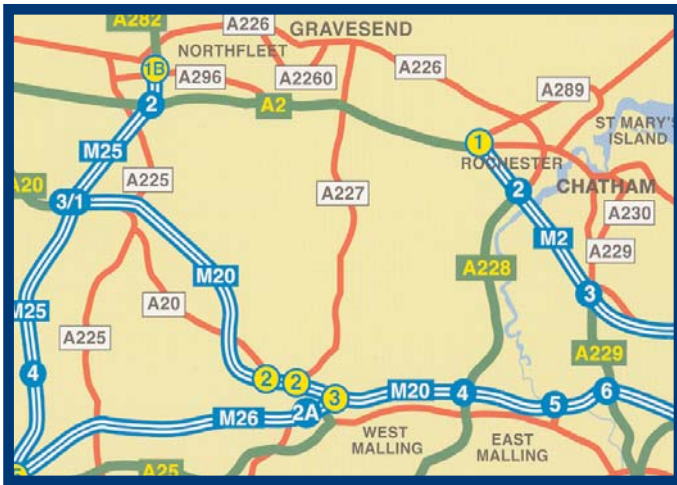 A282
A226
GRAVESEND
NORTHFLEET
1B
A296
A2260
A226
A289
2
A2
ST MARY'S
ISLAND
1
ROCHESTER
M25
A20
A225
3/1
A227
2
CHATHAM
A230
M2
A229
M20
A228
M25
A20
3
A225
A229
4
2
2
3
M20
4
5
6
M26
2A
WEST
MALLING
EAST
MALLING
A25